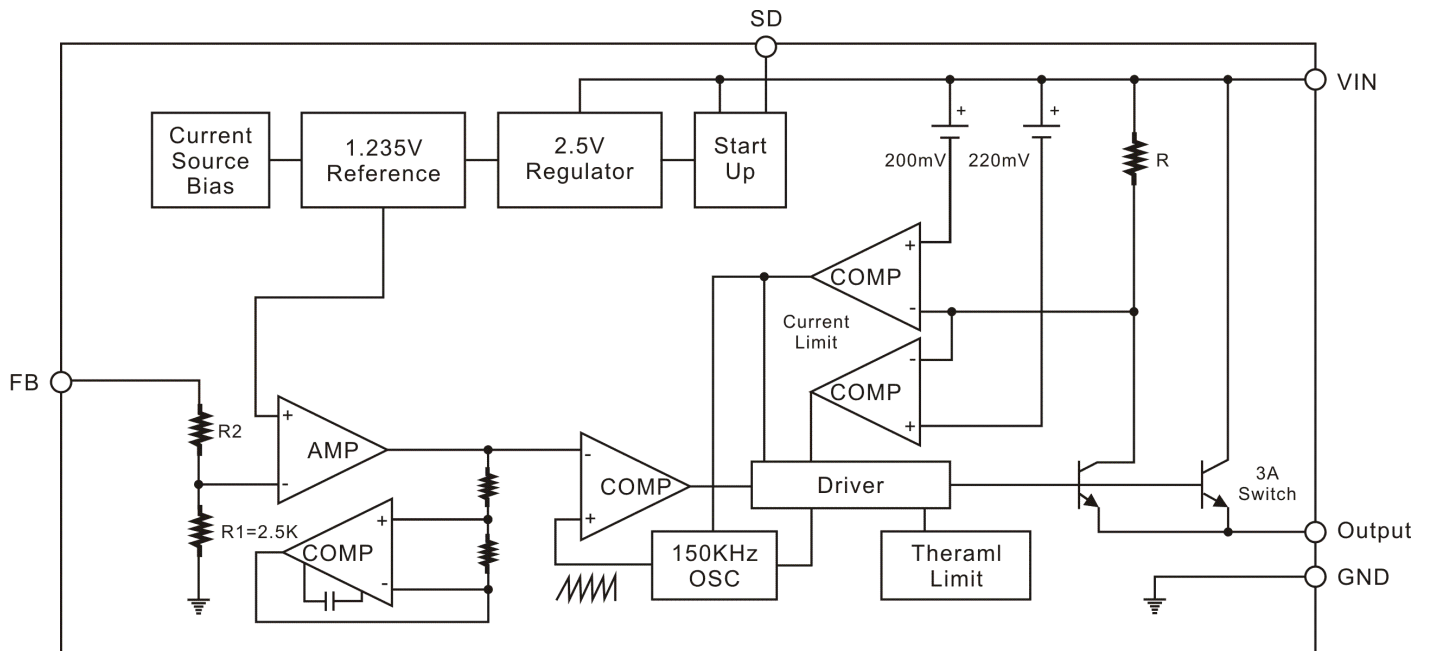 SD
VIN
Current
Source
Bias
1.235V
Reference
2.5V
Regulator
Start
Up
+
+
200mV
220mV
R
+
COMP
-
Current
Limit
-
COMP
+
FB
R2
+
AMP
-
R1=2.5K
+
COMP
-
-
COMP
+
Driver
3A
Switch
150KHz
OSC
Theraml
Limit
Output
GND